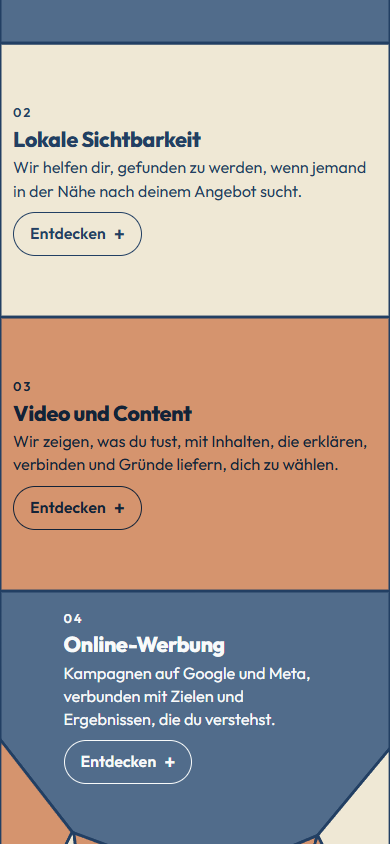 02
Lokale Sichtbarkeit
Wir helfen dir, gefunden zu werden, wenn jemand
in der Nähe nach deinem Angebot sucht.
Entdecken +
03
Video und Content
Wir zeigen, was du tust, mit Inhalten, die erklären,
verbinden und Gründe liefern, dich zu wählen.
Entdecken +
04
Online-Werbung
Kampagnen auf Google und Meta,
verbunden mit Zielen und
Ergebnissen, die du verstehst.
Entdecken +